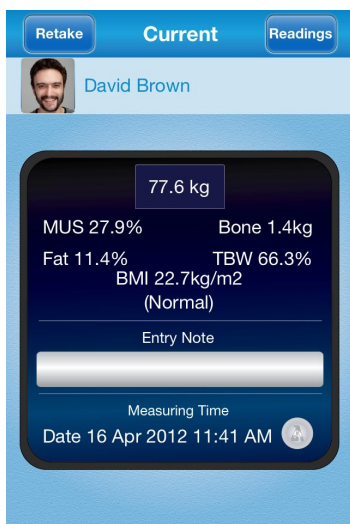 Retake Current Readings
David Brown
77.6 kg
MUS 27.9% Bone 1.4kg
Fat 11.4% TBW 66.3%
BMI 22.7kg/m2
(Normal)
Entry Note
Measuring Time
Date 16 Apr 2012 11:41 AM